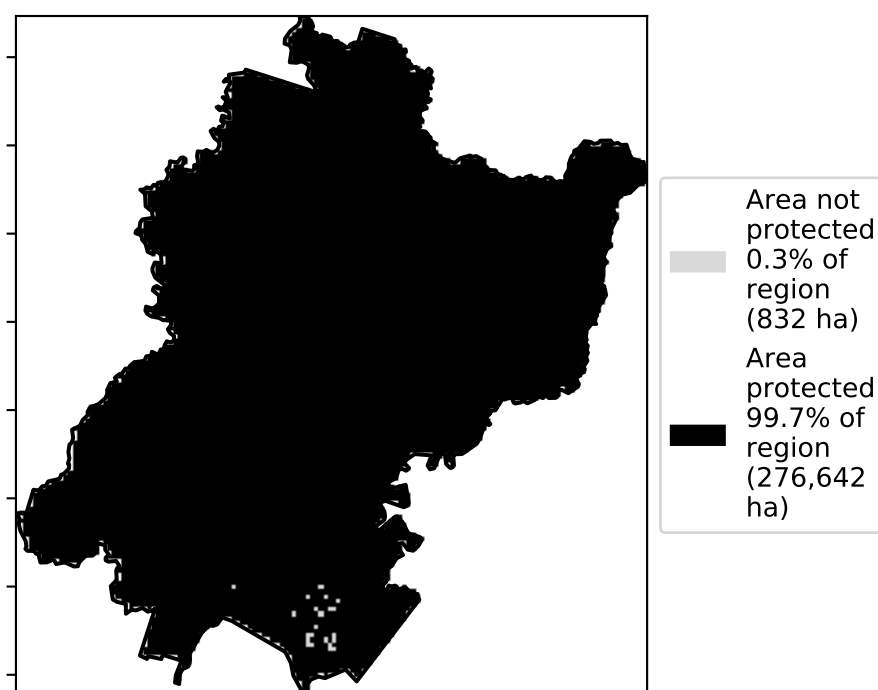 Area not
protected
0.3% of
region
(832 ha)
Area
protected
99.7% of
region
(276,642
ha)